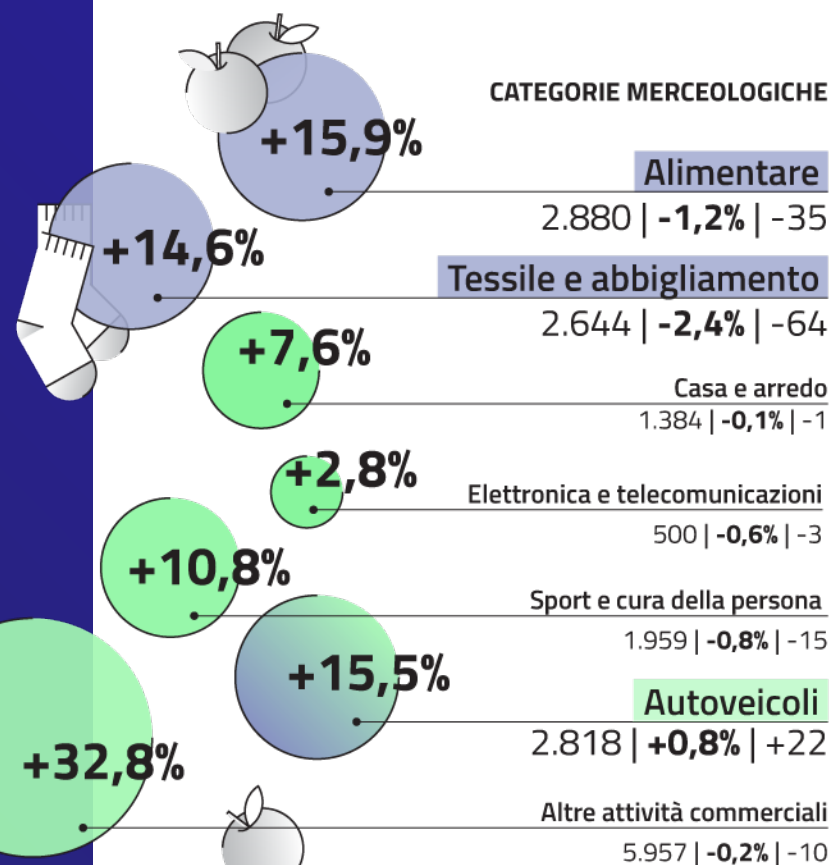 CATEGORIE MERCEOLOGICHE
+15,9%
Alimentare
2.880 | -1,2% | -35
+14,6%
Tessile e abbigliamento
2.644 | -2,4% | -64
+7,6%
Casa e arredo
1.384 | -0,1% | -1
+2,8%
Elettronica e telecomunicazioni
500 | -0,6% | -3
+10,8%
Sport e cura della persona
1.959 | -0,8% | -15
+15,5%
Autoveicoli
2.818 | +0,8% | +22
+32,8%
Altre attività commerciali
5.957 | -0,2% | -10